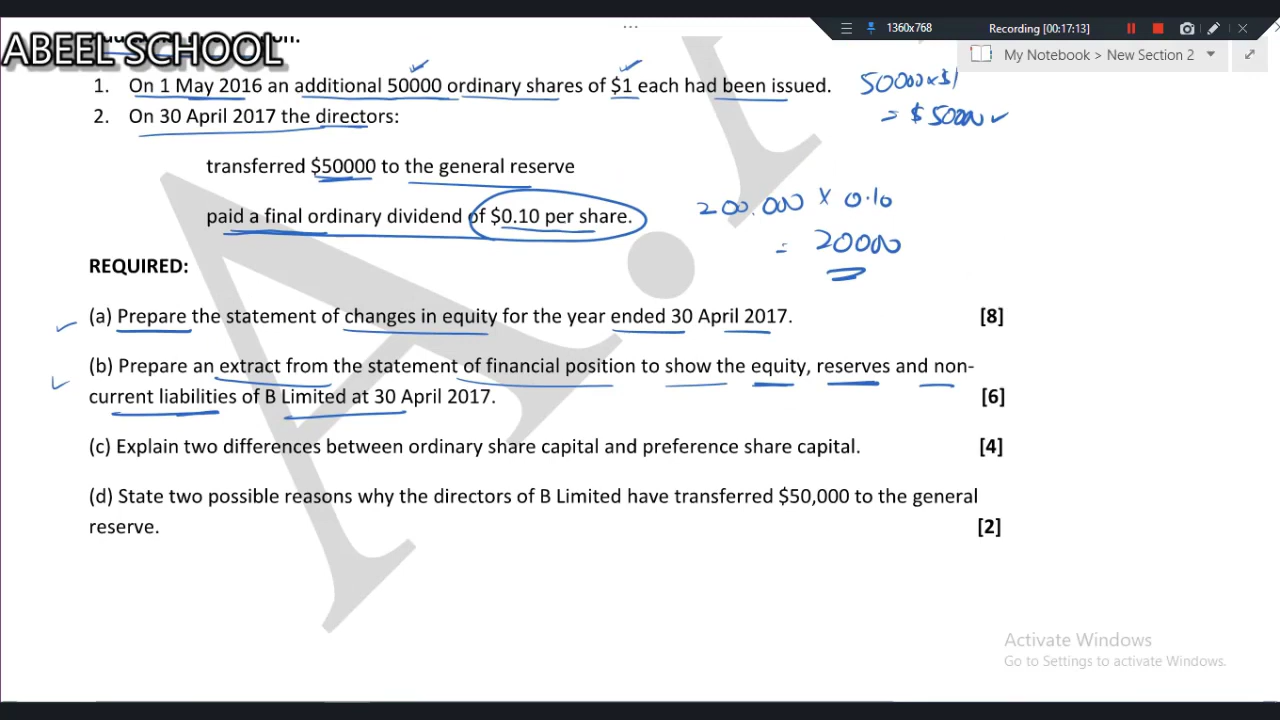 ABEEL SCHOOL
1360x768
Recording [00:17:13]
My Notebook > New Section 2
1. On 1 May 2016 an additional 50000 ordinary shares of $1 each had been issued.
50000 x $1
= $ 50000 ✓
2. On 30 April 2017 the directors:
transferred $50000 to the general reserve
paid a final ordinary dividend of $0.10 per share.
200.000 x 0.10
= 20000
REQUIRED:
(a) Prepare the statement of changes in equity for the year ended 30 April 2017. [8]
(b) Prepare an extract from the statement of financial position to show the equity, reserves and non-
current liabilities of B Limited at 30 April 2017. [6]
(c) Explain two differences between ordinary share capital and preference share capital. [4]
(d) State two possible reasons why the directors of B Limited have transferred $50,000 to the general
reserve. [2]
Activate Windows
Go to Settings to activate Windows.